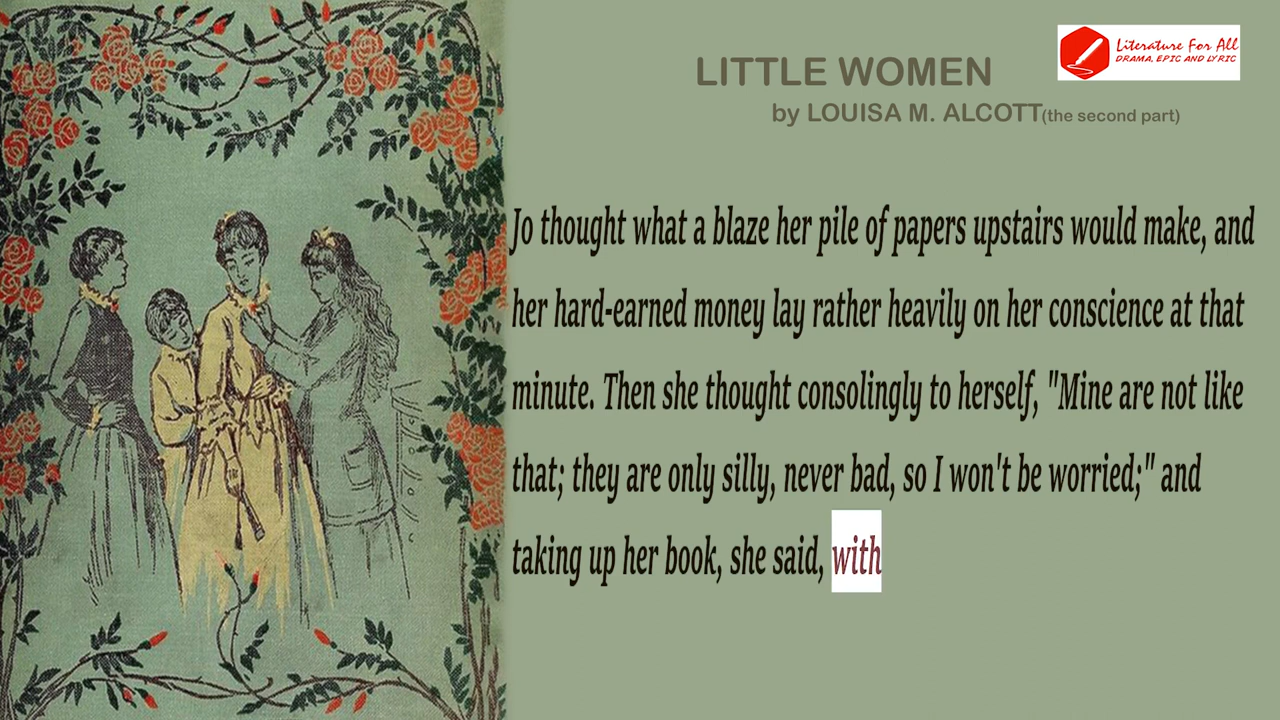 LITTLE WOMEN
by LOUISA M. ALCOTT(the second part)
Literature For All
DRAMA, EPIC AND LYRIC
Jo thought what a blaze her pile of papers upstairs would make, and
her hard-earned money lay rather heavily on her conscience at that
minute. Then she thought consolingly to herself, "Mine are not like
that; they are only silly, never bad, so I won't be worried;" and
taking up her book, she said, with